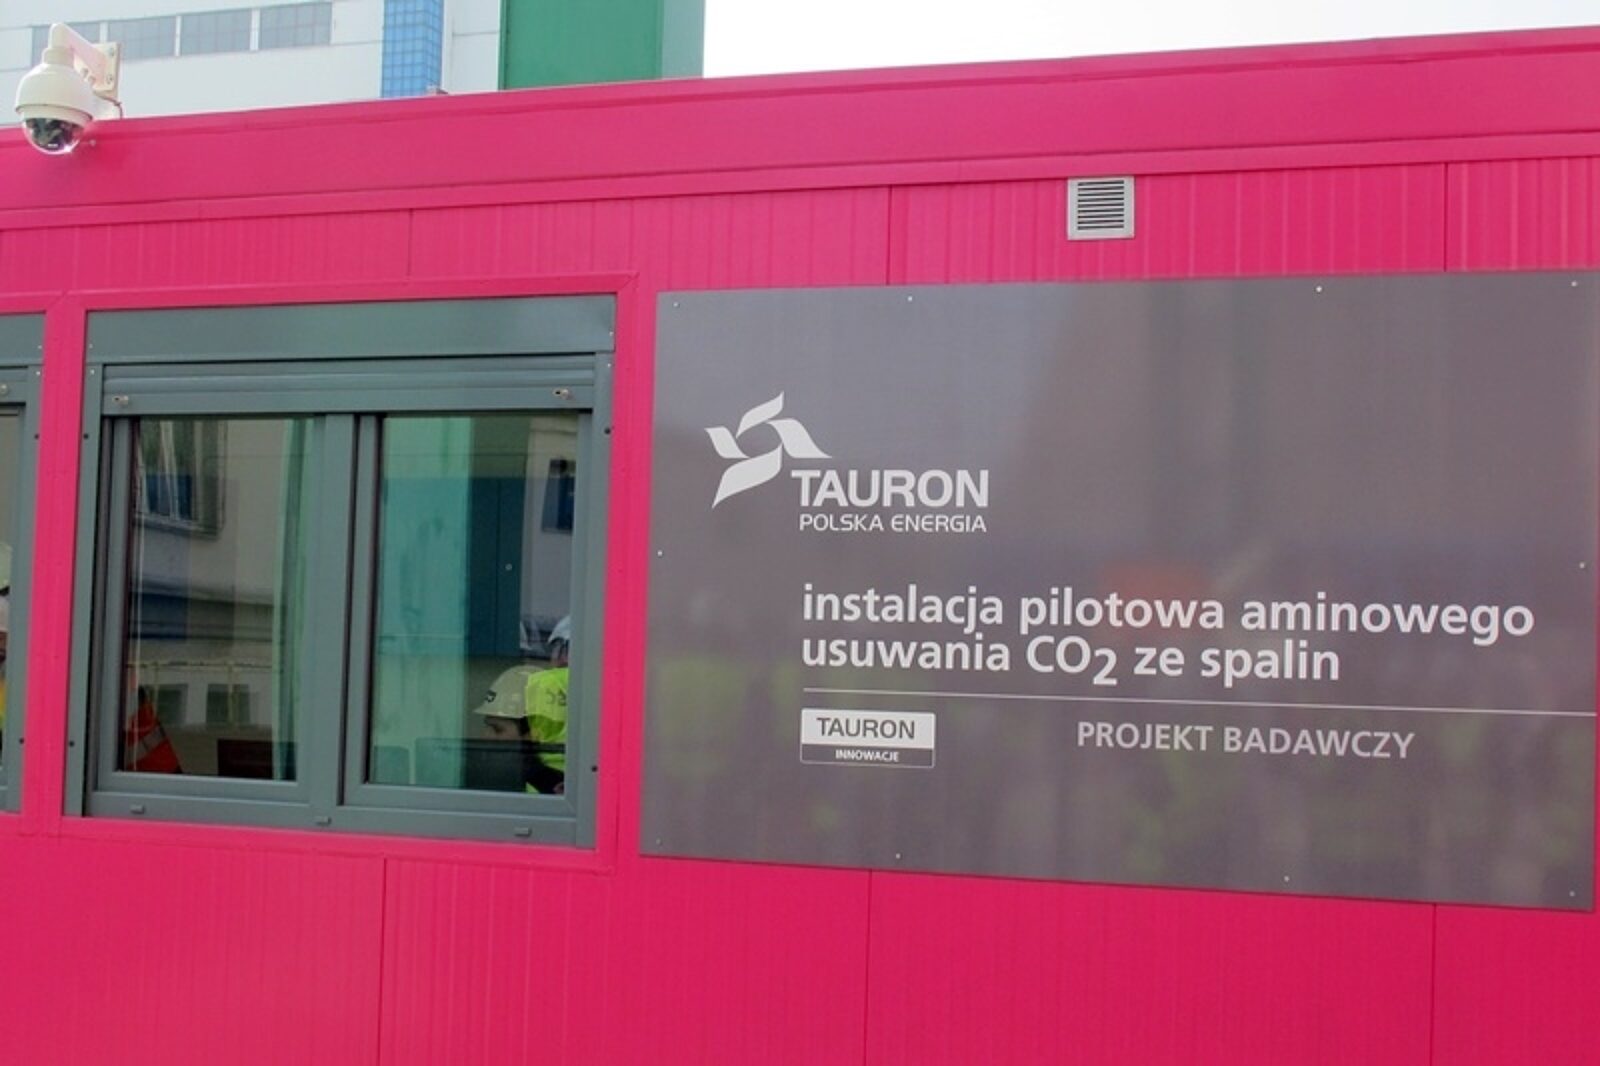 TAURON
POLSKA ENERGIA
instalacja pilotowa aminowego
usuwania CO2 ze spalin
TAURON
INNOWACJE
PROJEKT BADAWCZY